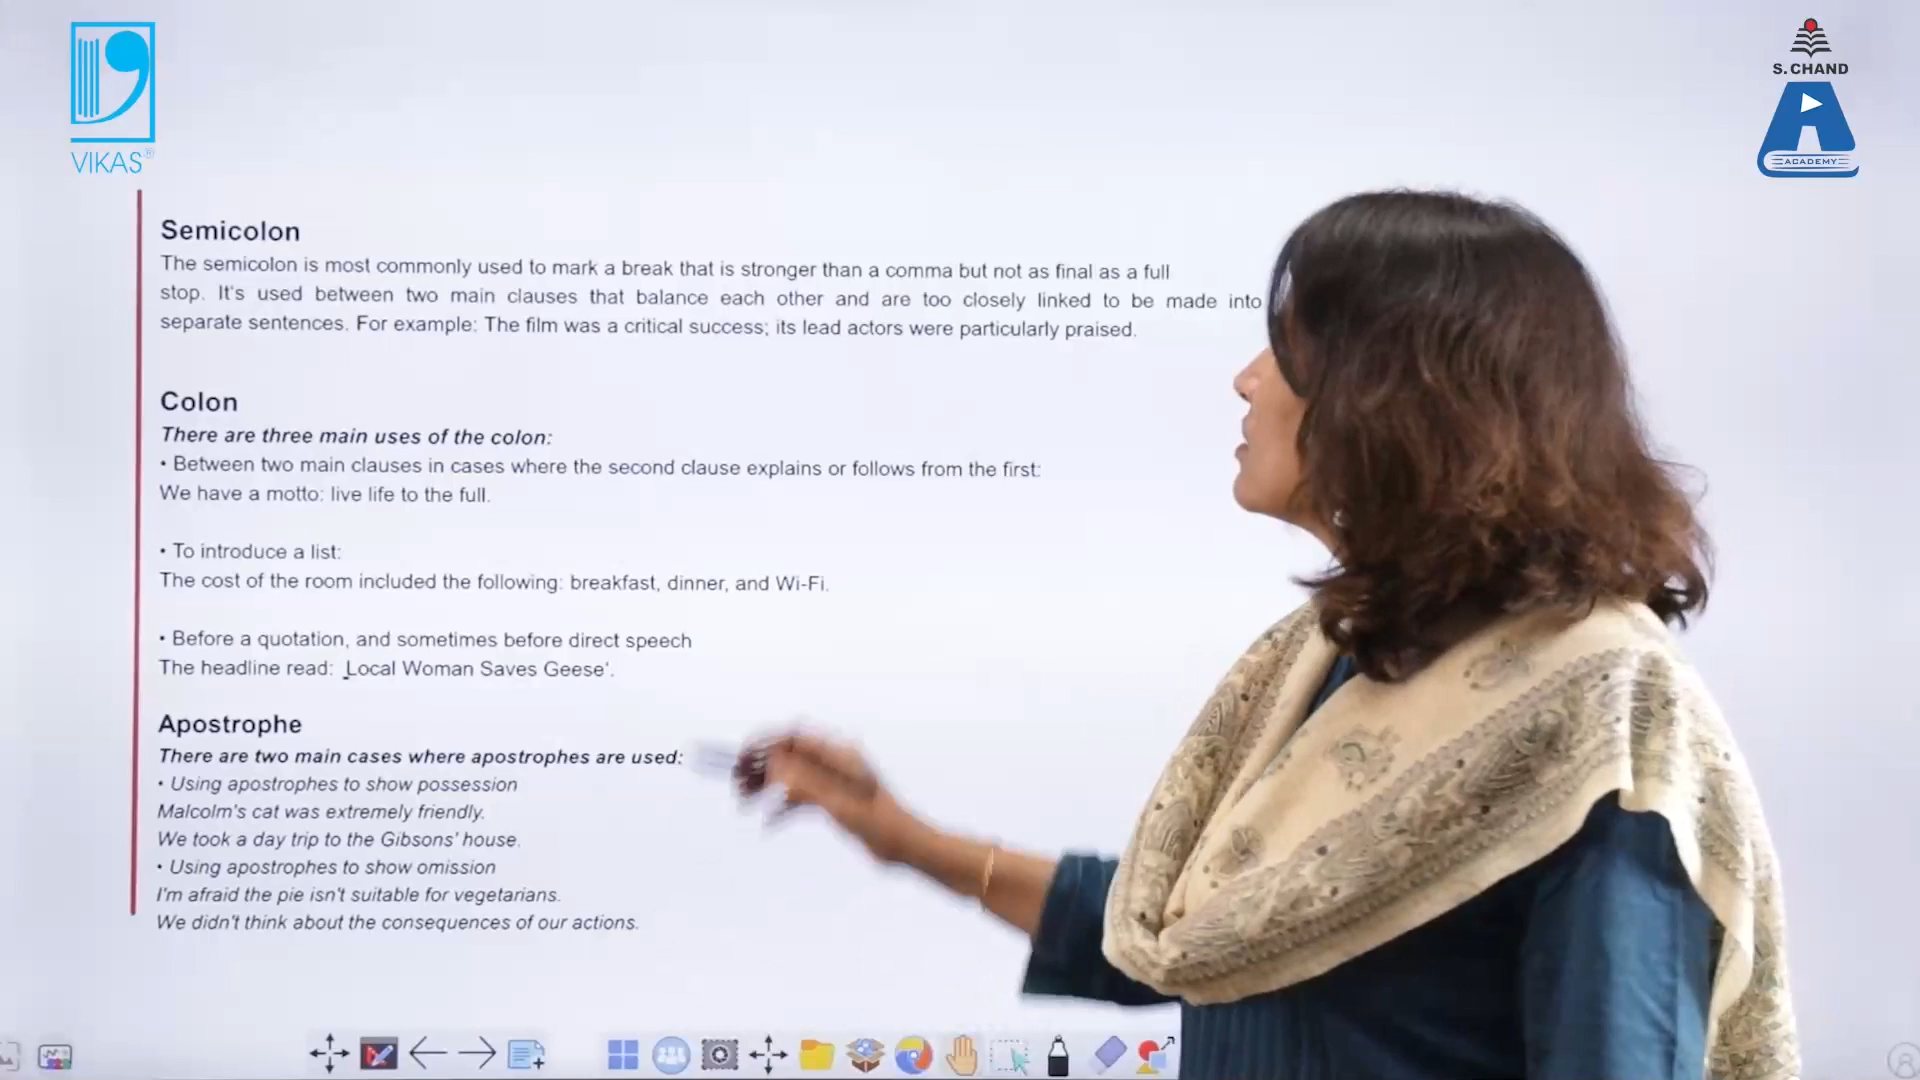 VIKAS®
S. CHAND
ACADEMY
Semicolon
The semicolon is most commonly used to mark a break that is stronger than a comma but not as final as a full
stop. It's used between two main clauses that balance each other and are too closely linked to be made into
separate sentences. For example: The film was a critical success; its lead actors were particularly praised.
Colon
There are three main uses of the colon:
• Between two main clauses in cases where the second clause explains or follows from the first:
We have a motto: live life to the full.
• To introduce a list:
The cost of the room included the following: breakfast, dinner, and Wi-Fi.
• Before a quotation, and sometimes before direct speech
The headline read: ‚Local Woman Saves Geese'.
Apostrophe
There are two main cases where apostrophes are used:
• Using apostrophes to show possession
Malcolm's cat was extremely friendly.
We took a day trip to the Gibsons' house.
• Using apostrophes to show omission
I'm afraid the pie isn't suitable for vegetarians.
We didn't think about the consequences of our actions.